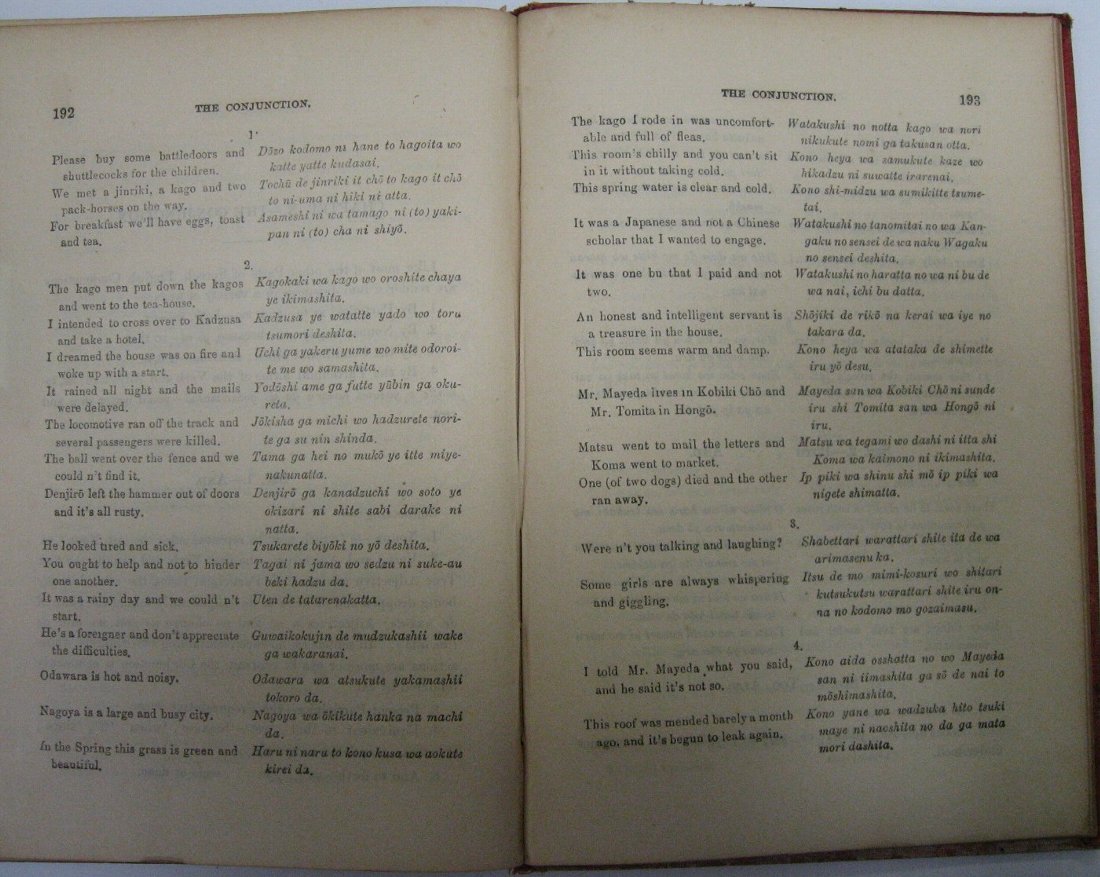 192
THE CONJUNCTION.
1
Please buy some battledoors and
shuttlecocks for the children.
We met a jinriki, a kago and two
pack-horses on the way.
For breakfast we'll have eggs, toast
and tea.
Dōzo kodomo ni hane to hagoita wo
katte yatte kudasai.
Tochū de jinriki it chō to kago it chō
to ni-uma ni hiki ni atta.
Asameshi ni wa tamago ni (to) yaki-
pan ni (to) cha ni shiyō.
2.
The kago men put down the kagos
and went to the tea-house.
I intended to cross over to Kadzusa
and take a hotel.
I dreamed the house was on fire and
woke up with a start.
It rained all night and the mails
were delayed.
The locomotive ran off the track and
several passengers were killed.
The ball went over the fence and we
could n't find it.
Denjirō left the hammer out of doors
and it's all rusty.
He looked tired and sick.
You ought to help and not to hinder
one another.
It was a rainy day and we could n't
start.
He's a foreigner and don't appreciate
the difficulties.
Odawara is hot and noisy.
Nagoya is a large and busy city.
In the Spring this grass is green and
beautiful.
Kagokaki wa kago wo oroshite chaya
ye ikimashita.
Kadzusa ye watatte yado wo toru
tsumori deshita.
Uchi ga yakeru yume wo mite odoroi-
te me wo samashita.
Yodōshi ame ga futte yūbin ga oku-
reta.
Jōkisha ga michi wo hadzurete nori-
te ga su nin shinda.
Tama ga hei no mukō ye itte miye-
nakunatta.
Denjirō ga kanadzuchi wo soto ye
okizari ni shite sabi darake ni
natta.
Tsukarete biyōki no yō deshita.
Tagai ni jama wo sedzu ni suke-au
beki hadzu da.
Uten de tatarenakatta.
Guwaikokujin de mudzukashii wake
ga wakaranai.
Odawara wa atsukute yakamashii
tokoro da.
Nagoya wa ōkikute hanka na machi
da.
Haru ni naru to kono kusa wa aokute
kirei da.
THE CONJUNCTION.
193
The kago I rode in was uncomfort-
able and full of fleas.
This room's chilly and you can't sit
in it without taking cold.
This spring water is clear and cold.
It was a Japanese and not a Chinese
scholar that I wanted to engage.
It was one bu that I paid and not
two.
An honest and intelligent servant is
a treasure in the house.
This room seems warm and damp.
Mr. Mayeda lives in Kobiki Chō and
Mr. Tomita in Hongō.
Matsu went to mail the letters and
Koma went to market.
One (of two dogs) died and the other
ran away.
Watakushi no notta kago wa nori
nikukute nomi ga takusan otta.
Kono heya wa samukute kaze wo
hikadzu ni suwatte irarenai.
Kono shi-midzu wa sumikitte tsume-
tai.
Watakushi no tanomitai no wa Kan-
gaku no sensei de wa naku Wagaku
no sensei deshita.
Watakushi no haratta no wa ni bu de
wa nai, ichi bu datta.
Shōjiki de rikō na kerai wa iye no
takara da.
Kono heya wa atataka de shimette
iru yō desu.
Mayeda san wa Kobiki Chō ni sunde
iru shi Tomita san wa Hongō ni
iru.
Matsu wa tegami wo dashi ni itta shi
Koma wa kaimono ni ikimashita.
Ip piki wa shinu shi mō ip piki wa
nigete shimatta.
3.
Were n't you talking and laughing?
Some girls are always whispering
and giggling.
Shabettari warattari shite ita de wa
arimasenu ka.
Itsu de mo mimi-kosuri wo shitari
kutsukutsu warattari shite iru on-
na no kodomo mo gozaimasu.
4.
I told Mr. Mayeda what you said,
and he said it's not so.
This roof was mended barely a month
ago, and it's begun to leak again.
Kono aida osshatta no wo Mayeda
san ni iimashita ga sō de nai to
mōshimashita.
Kono yane wa wadzuka hito tsuki
maye ni naoshita no da ga mata
mori dashita.